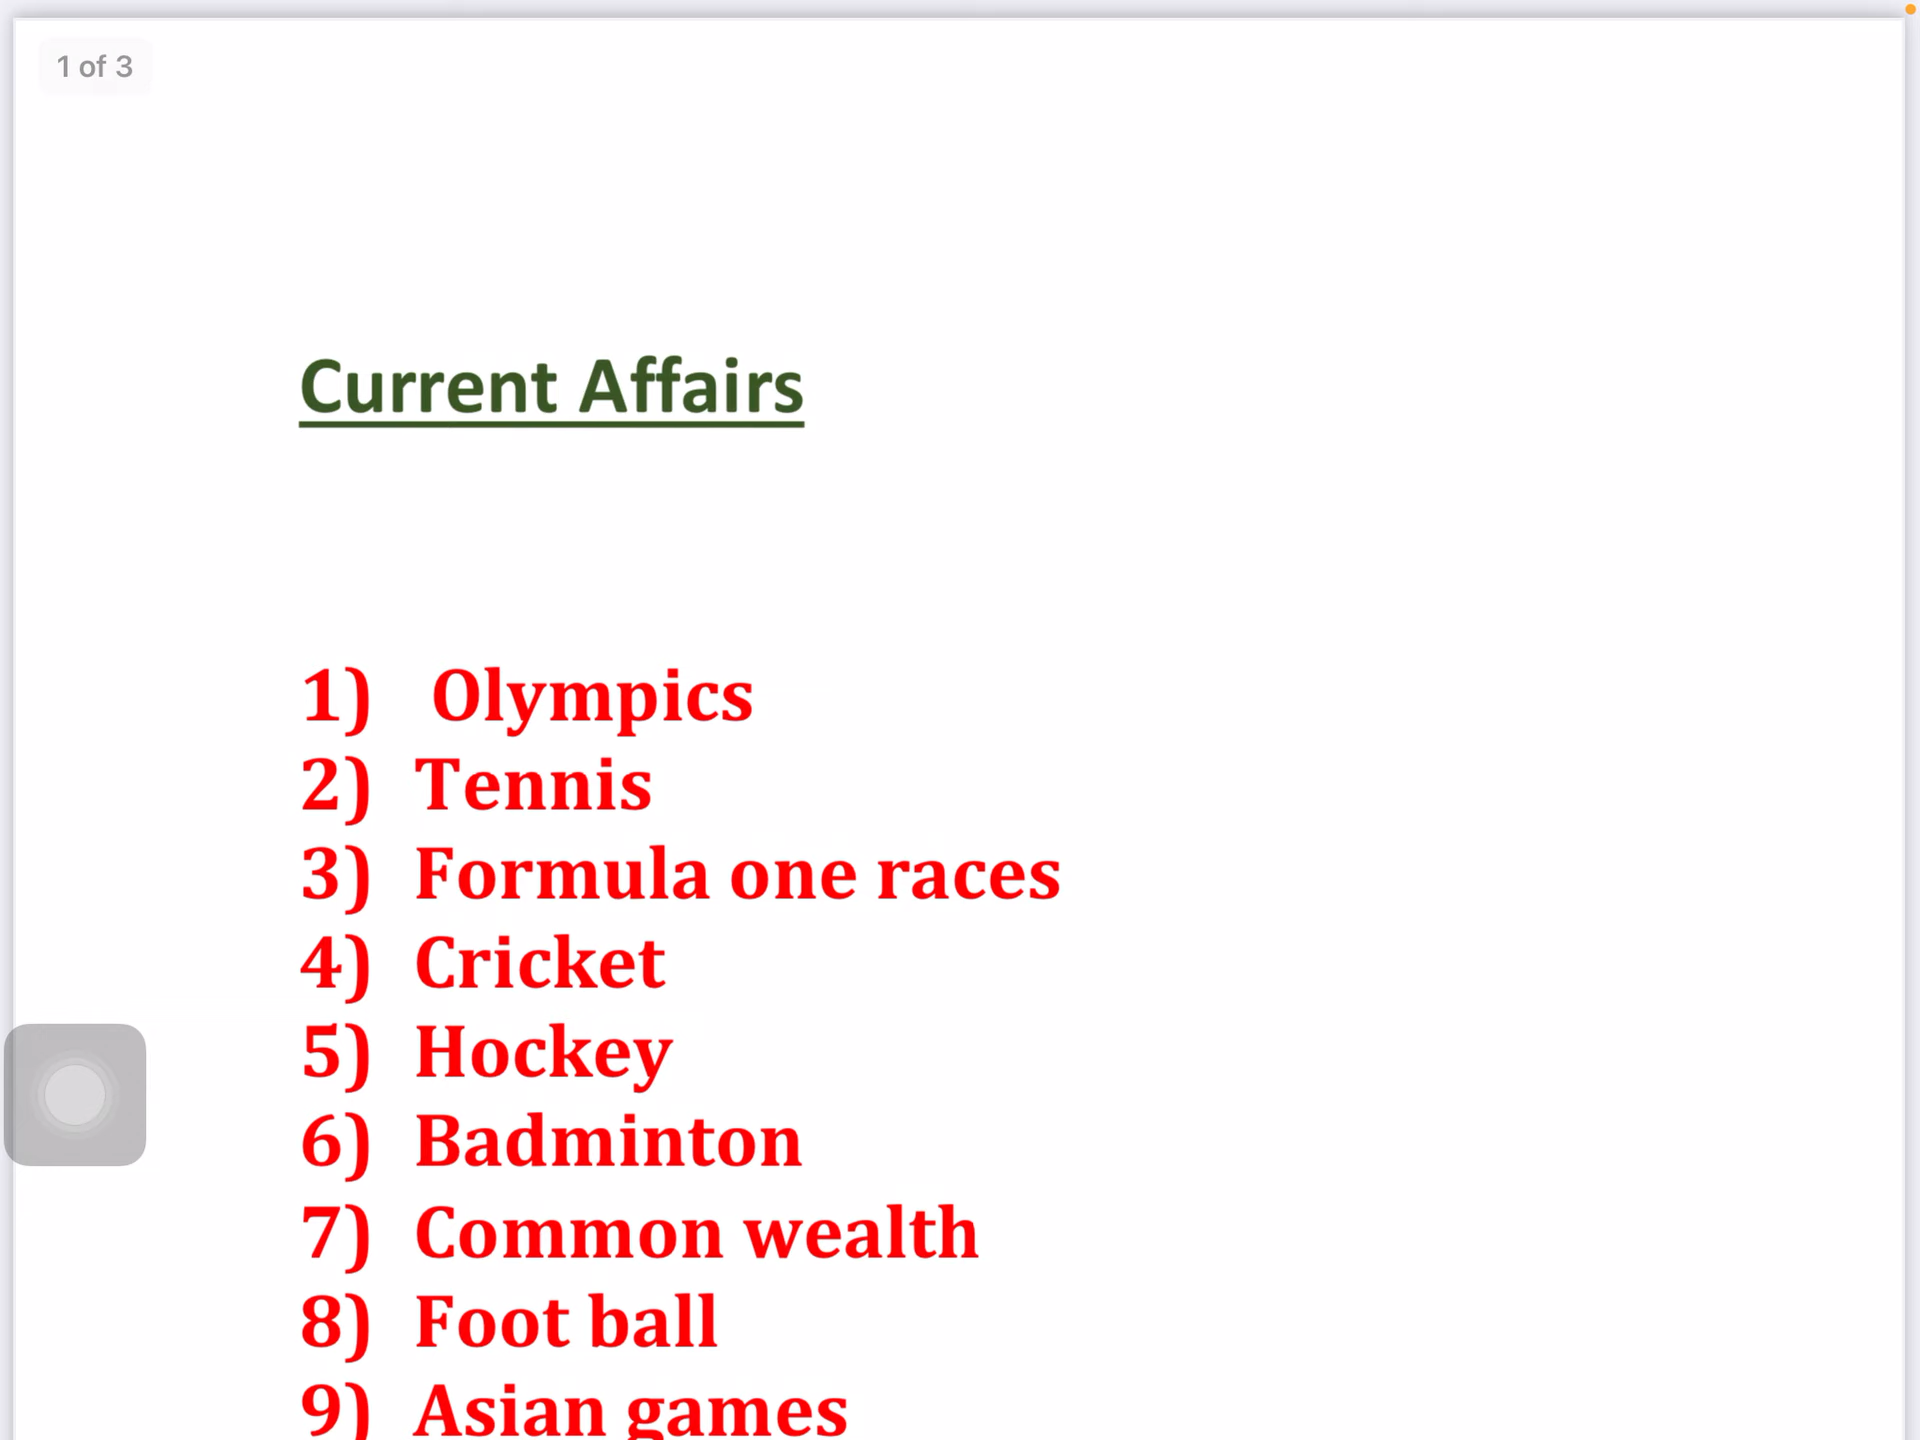 1 of 3
Current Affairs
1) Olympics
2) Tennis
3) Formula one races
4) Cricket
5) Hockey
6) Badminton
7) Common wealth
8) Foot ball
9) Asian games